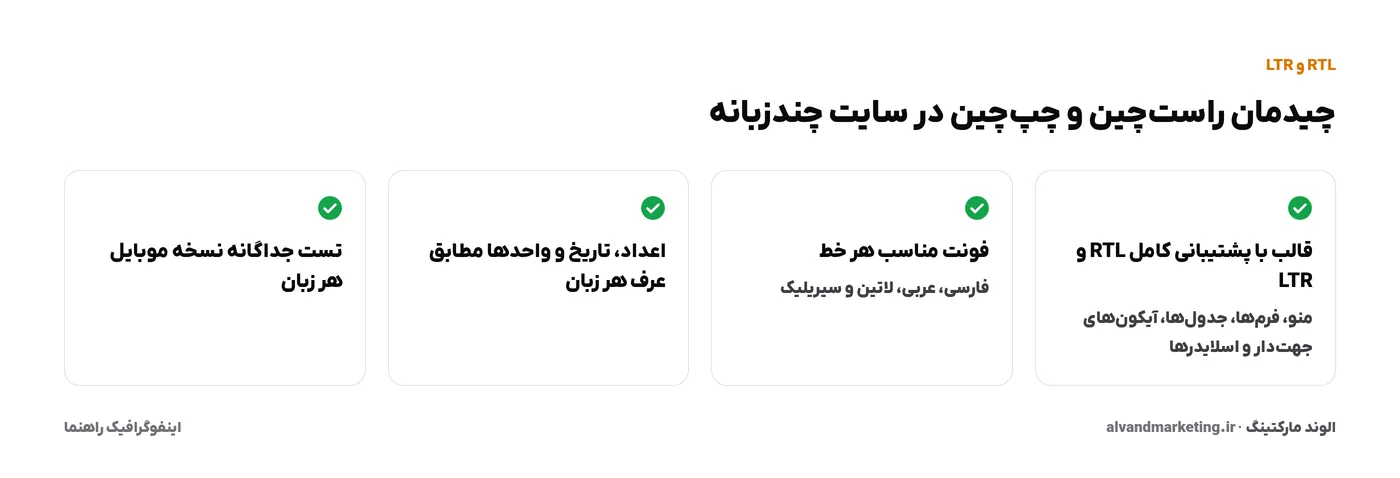 RTL و LTR
چیدمان راست‌چین و چپ‌چین در سایت چندزبانه
قالب با پشتیبانی کامل RTL و
LTR
منو، فرم‌ها، جدول‌ها، آیکون‌های
جهت‌دار و اسلایدرها
فونت مناسب هر خط
فارسی، عربی، لاتین و سیریلیک
اعداد، تاریخ و واحدها مطابق
عرف هر زبان
تست جداگانه نسخه موبایل
هر زبان
الوند مارکتینگ · alvandmarketing.ir
اینفوگرافیک راهنما